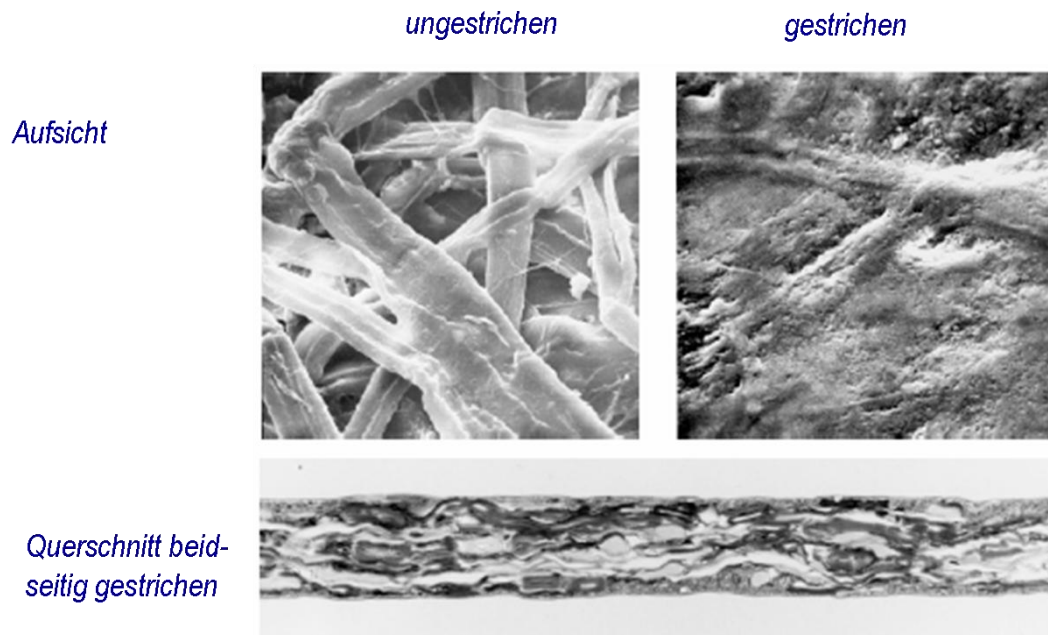 ungestrichen
gestrichen
Aufsicht
Querschnitt beid-
seitig gestrichen